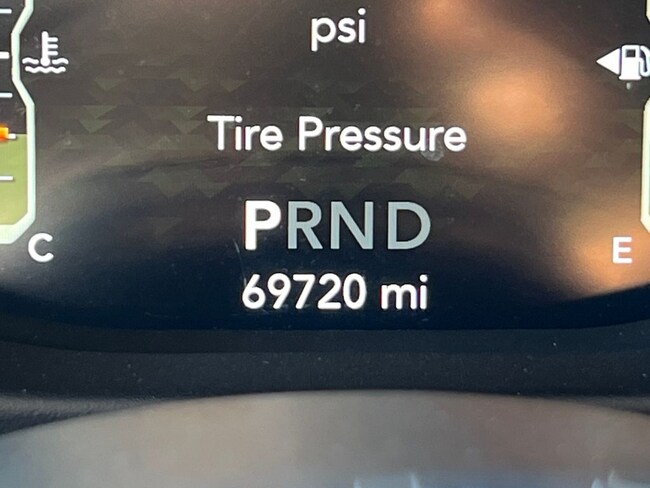 psi
Tire Pressure
PRND
C
E
69720 mi